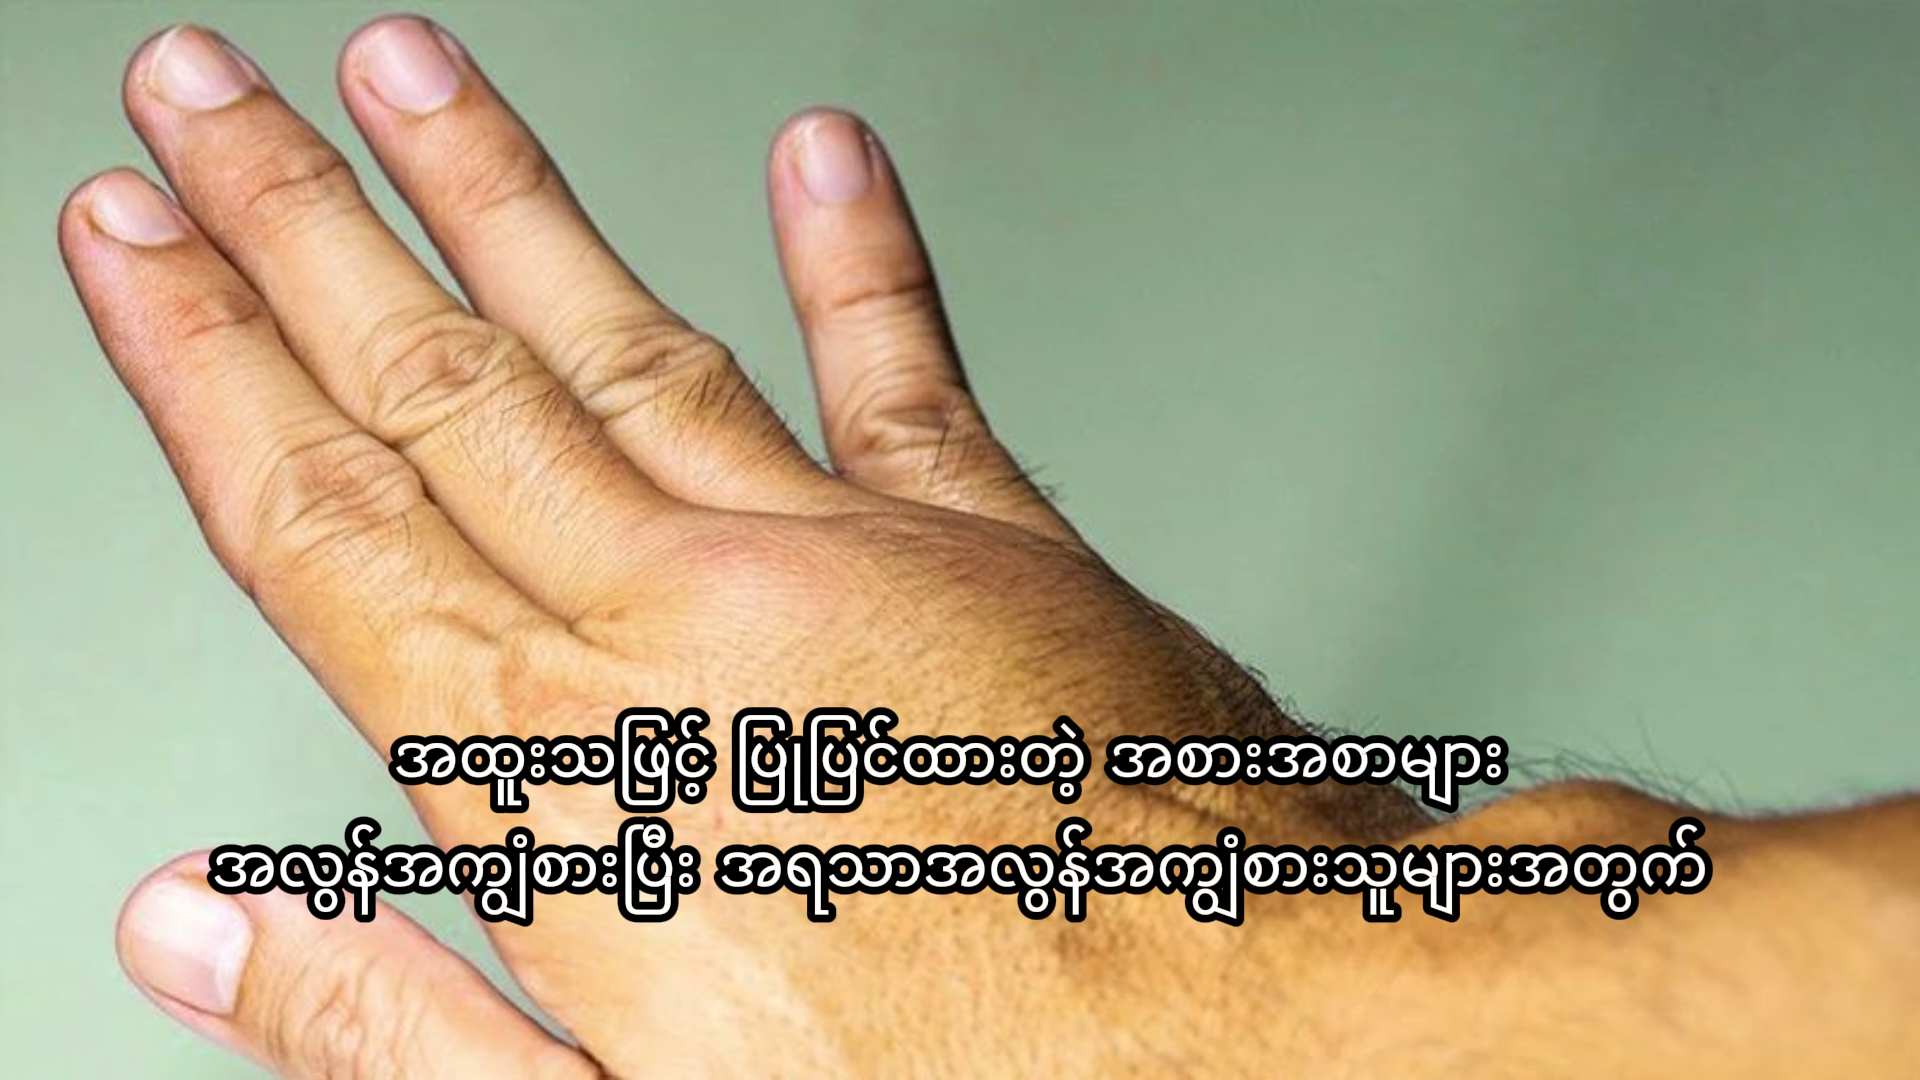 အထူးသဖြင့် ပြုပြင်ထားတဲ့ အစားအစာများ
အလွန်အကျွံစားပြီး အရသာအလွန်အကျွံစားသူများအတွက်